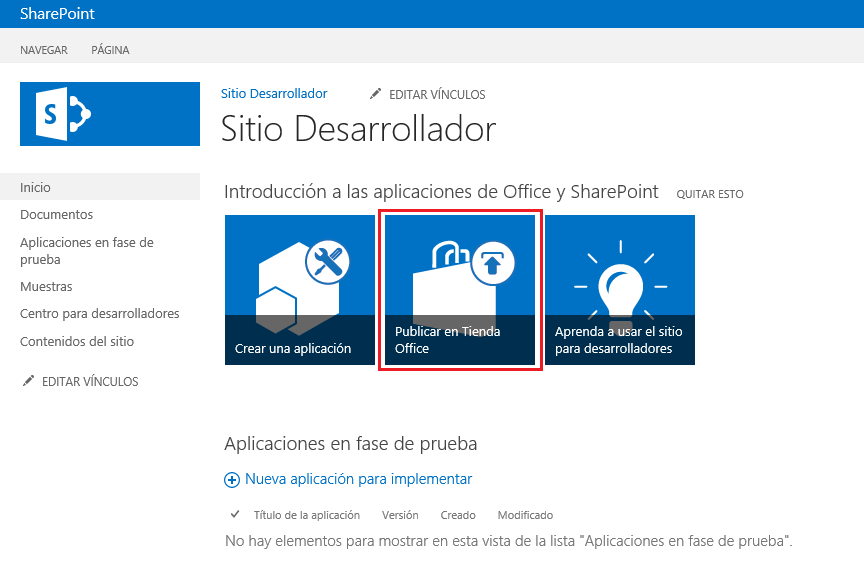 SharePoint
NAVEGAR PÁGINA
S
Sitio Desarrollador EDITAR VÍNCULOS
Sitio Desarrollador
Inicio
Documentos
Aplicaciones en fase de
prueba
Muestras
Centro para desarrolladores
Contenidos del sitio
EDITAR VÍNCULOS
Introducción a las aplicaciones de Office y SharePoint QUITAR ESTO
Crear una aplicación
Publicar en Tienda
Office
Aprenda a usar el sitio
para desarrolladores
Aplicaciones en fase de prueba
Nueva aplicación para implementar
Título de la aplicación Versión Creado Modificado
No hay elementos para mostrar en esta vista de la lista "Aplicaciones en fase de prueba".